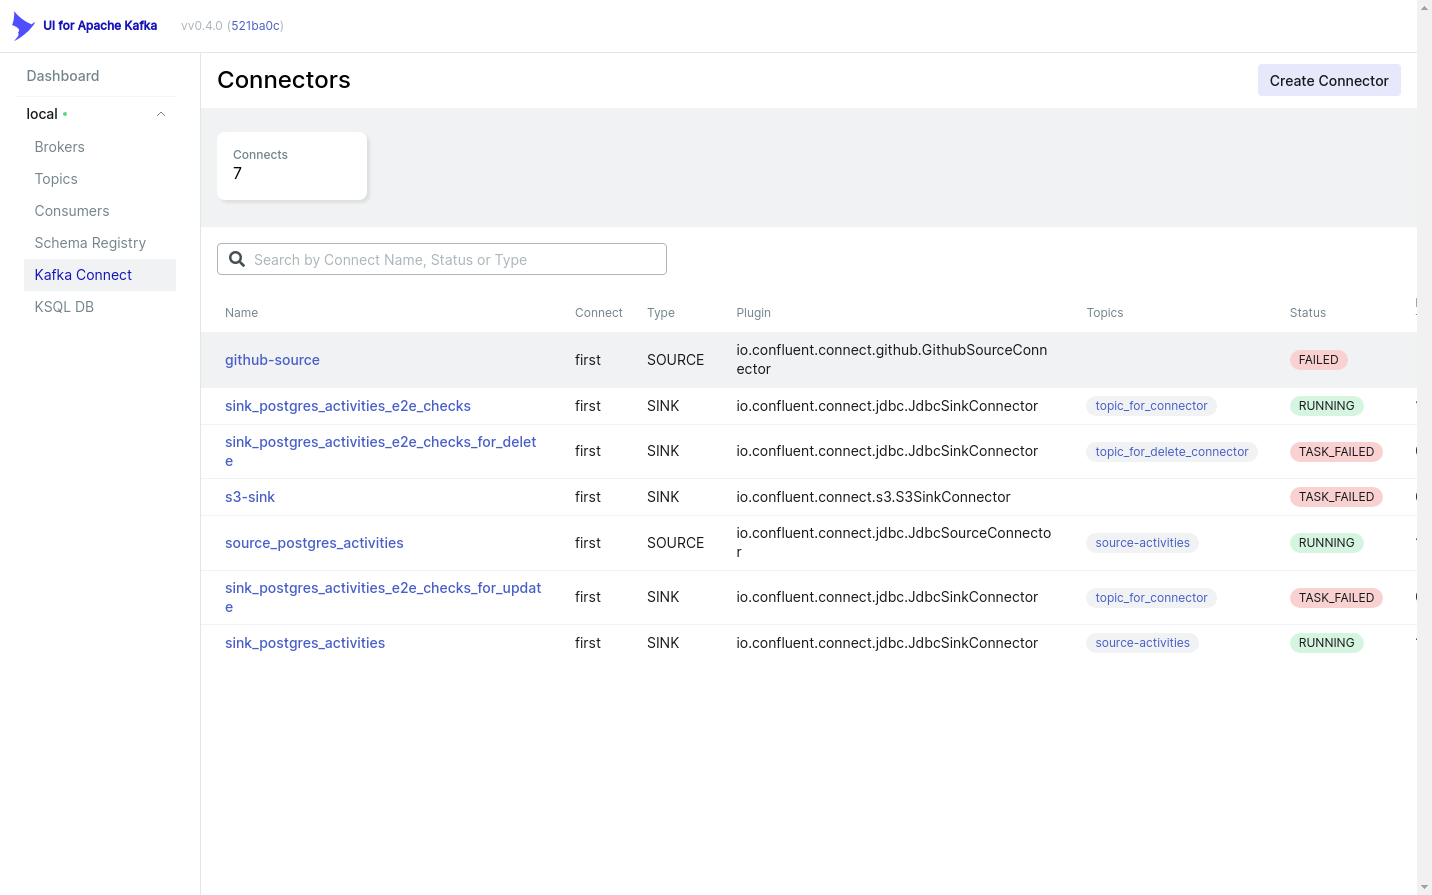 UI for Apache Kafka
vv0.4.0 (521ba0c)
Dashboard
local
Brokers
Topics
Consumers
Schema Registry
Kafka Connect
KSQL DB
Connectors
Create Connector
Connects
7
Search by Connect Name, Status or Type
Name Connect Type Plugin Topics Status
github-source first SOURCE io.confluent.connect.github.GithubSourceConn
ector FAILED
sink_postgres_activities_e2e_checks first SINK io.confluent.connect.jdbc.JdbcSinkConnector topic_for_connector RUNNING
sink_postgres_activities_e2e_checks_for_delet
e first SINK io.confluent.connect.jdbc.JdbcSinkConnector topic_for_delete_connector TASK_FAILED
s3-sink first SINK io.confluent.connect.s3.S3SinkConnector TASK_FAILED
source_postgres_activities first SOURCE io.confluent.connect.jdbc.JdbcSourceConnecto
r source-activities RUNNING
sink_postgres_activities_e2e_checks_for_updat
e first SINK io.confluent.connect.jdbc.JdbcSinkConnector topic_for_connector TASK_FAILED
sink_postgres_activities first SINK io.confluent.connect.jdbc.JdbcSinkConnector source-activities RUNNING